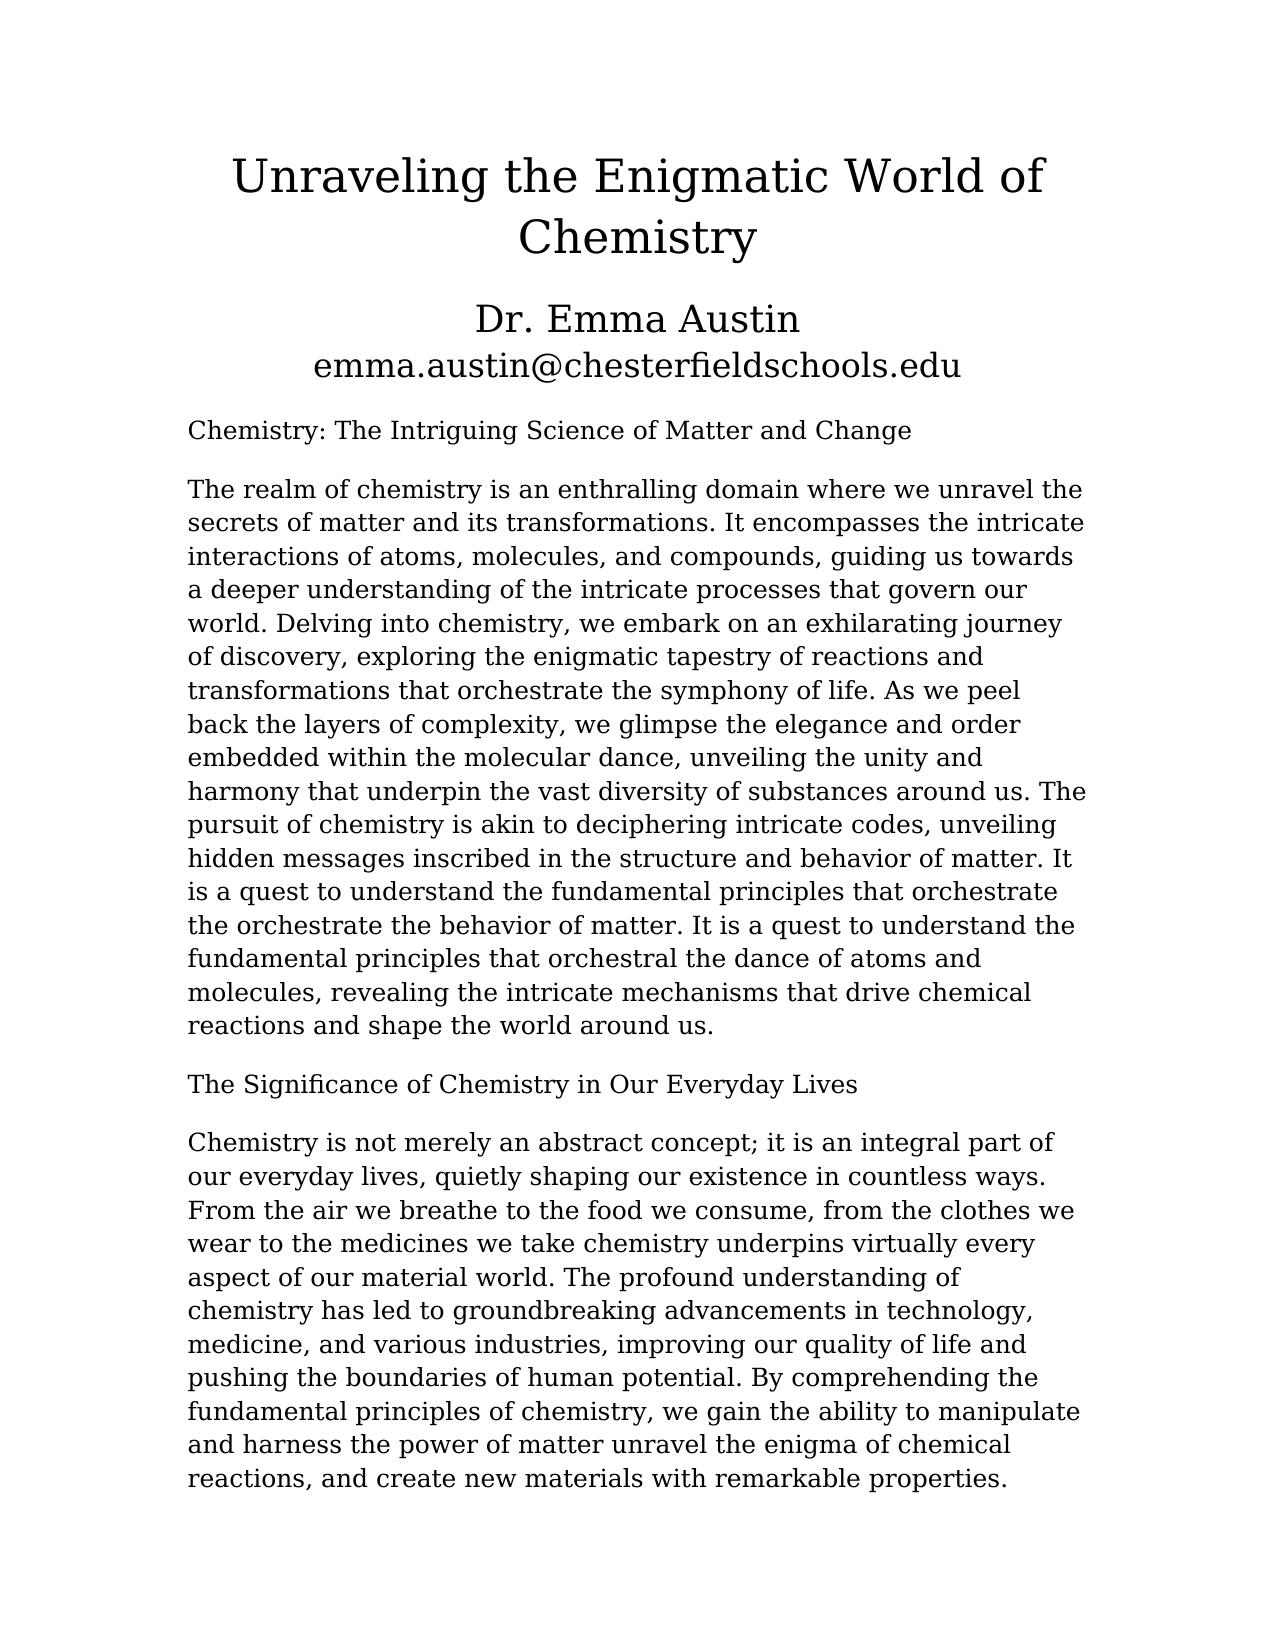 Unraveling the Enigmatic World of
Chemistry
Dr. Emma Austin
emma.austin@chesterfieldschools.edu
Chemistry: The Intriguing Science of Matter and Change
The realm of chemistry is an enthralling domain where we unravel the
secrets of matter and its transformations. It encompasses the intricate
interactions of atoms, molecules, and compounds, guiding us towards
a deeper understanding of the intricate processes that govern our
world. Delving into chemistry, we embark on an exhilarating journey
of discovery, exploring the enigmatic tapestry of reactions and
transformations that orchestrate the symphony of life. As we peel
back the layers of complexity, we glimpse the elegance and order
embedded within the molecular dance, unveiling the unity and
harmony that underpin the vast diversity of substances around us. The
pursuit of chemistry is akin to deciphering intricate codes, unveiling
hidden messages inscribed in the structure and behavior of matter. It
is a quest to understand the fundamental principles that orchestrate
the orchestrate the behavior of matter. It is a quest to understand the
fundamental principles that orchestral the dance of atoms and
molecules, revealing the intricate mechanisms that drive chemical
reactions and shape the world around us.
The Significance of Chemistry in Our Everyday Lives
Chemistry is not merely an abstract concept; it is an integral part of
our everyday lives, quietly shaping our existence in countless ways.
From the air we breathe to the food we consume, from the clothes we
wear to the medicines we take chemistry underpins virtually every
aspect of our material world. The profound understanding of
chemistry has led to groundbreaking advancements in technology,
medicine, and various industries, improving our quality of life and
pushing the boundaries of human potential. By comprehending the
fundamental principles of chemistry, we gain the ability to manipulate
and harness the power of matter unravel the enigma of chemical
reactions, and create new materials with remarkable properties.